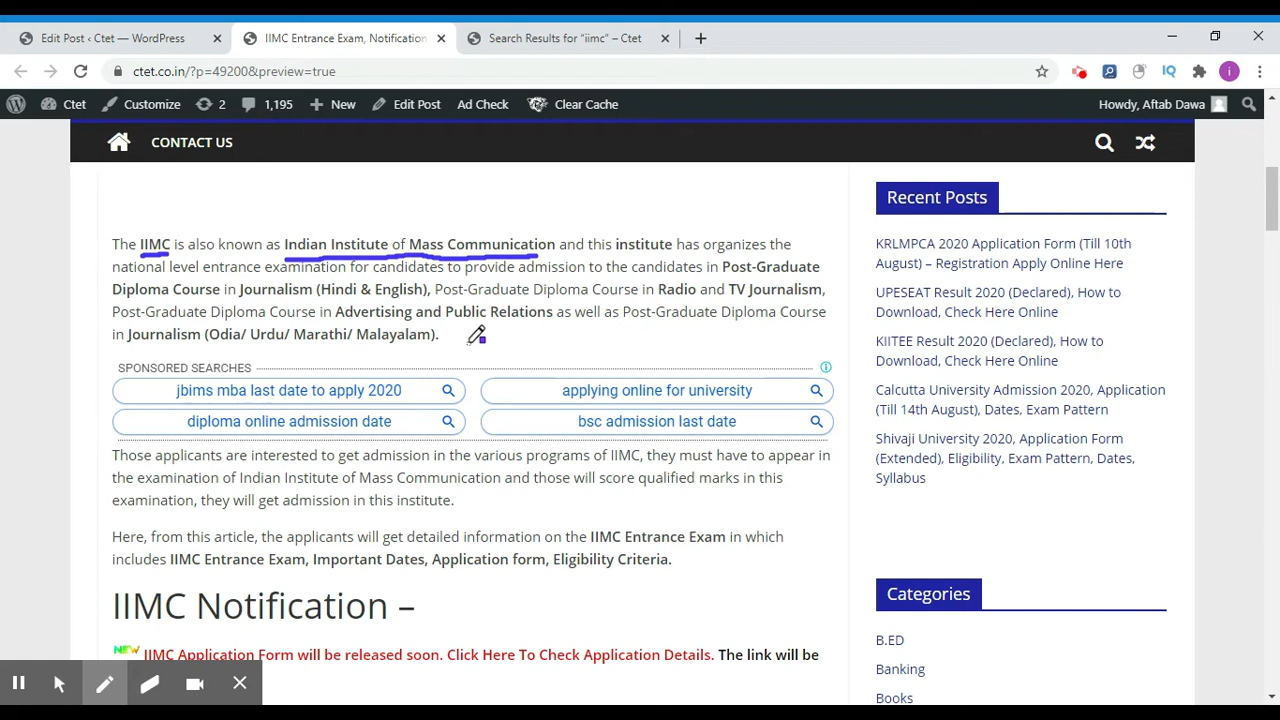 Edit Post ‹ Ctet — WordPress
IIMC Entrance Exam, Notification
Search Results for “iimc” – Ctet
ctet.co.in/?p=49200&preview=true
IQ
i
Ctet
Customize
2
1,195
New
Edit Post
Ad Check
Clear Cache
Howdy, Aftab Dawa
CONTACT US
The IIMC is also known as Indian Institute of Mass Communication and this institute has organizes the
national level entrance examination for candidates to provide admission to the candidates in Post-Graduate
Diploma Course in Journalism (Hindi & English), Post-Graduate Diploma Course in Radio and TV Journalism,
Post-Graduate Diploma Course in Advertising and Public Relations as well as Post-Graduate Diploma Course
in Journalism (Odia/ Urdu/ Marathi/ Malayalam).
SPONSORED SEARCHES
jbims mba last date to apply 2020
applying online for university
diploma online admission date
bsc admission last date
Those applicants are interested to get admission in the various programs of IIMC, they must have to appear in
the examination of Indian Institute of Mass Communication and those will score qualified marks in this
examination, they will get admission in this institute.
Here, from this article, the applicants will get detailed information on the IIMC Entrance Exam in which
includes IIMC Entrance Exam, Important Dates, Application form, Eligibility Criteria.
IIMC Notification –
NEW IIMC Application Form will be released soon. Click Here To Check Application Details. The link will be
Recent Posts
KRLMPCA 2020 Application Form (Till 10th
August) – Registration Apply Online Here
UPESEAT Result 2020 (Declared), How to
Download, Check Here Online
KIITEE Result 2020 (Declared), How to
Download, Check Here Online
Calcutta University Admission 2020, Application
(Till 14th August), Dates, Exam Pattern
Shivaji University 2020, Application Form
(Extended), Eligibility, Exam Pattern, Dates,
Syllabus
Categories
B.ED
Banking
Books